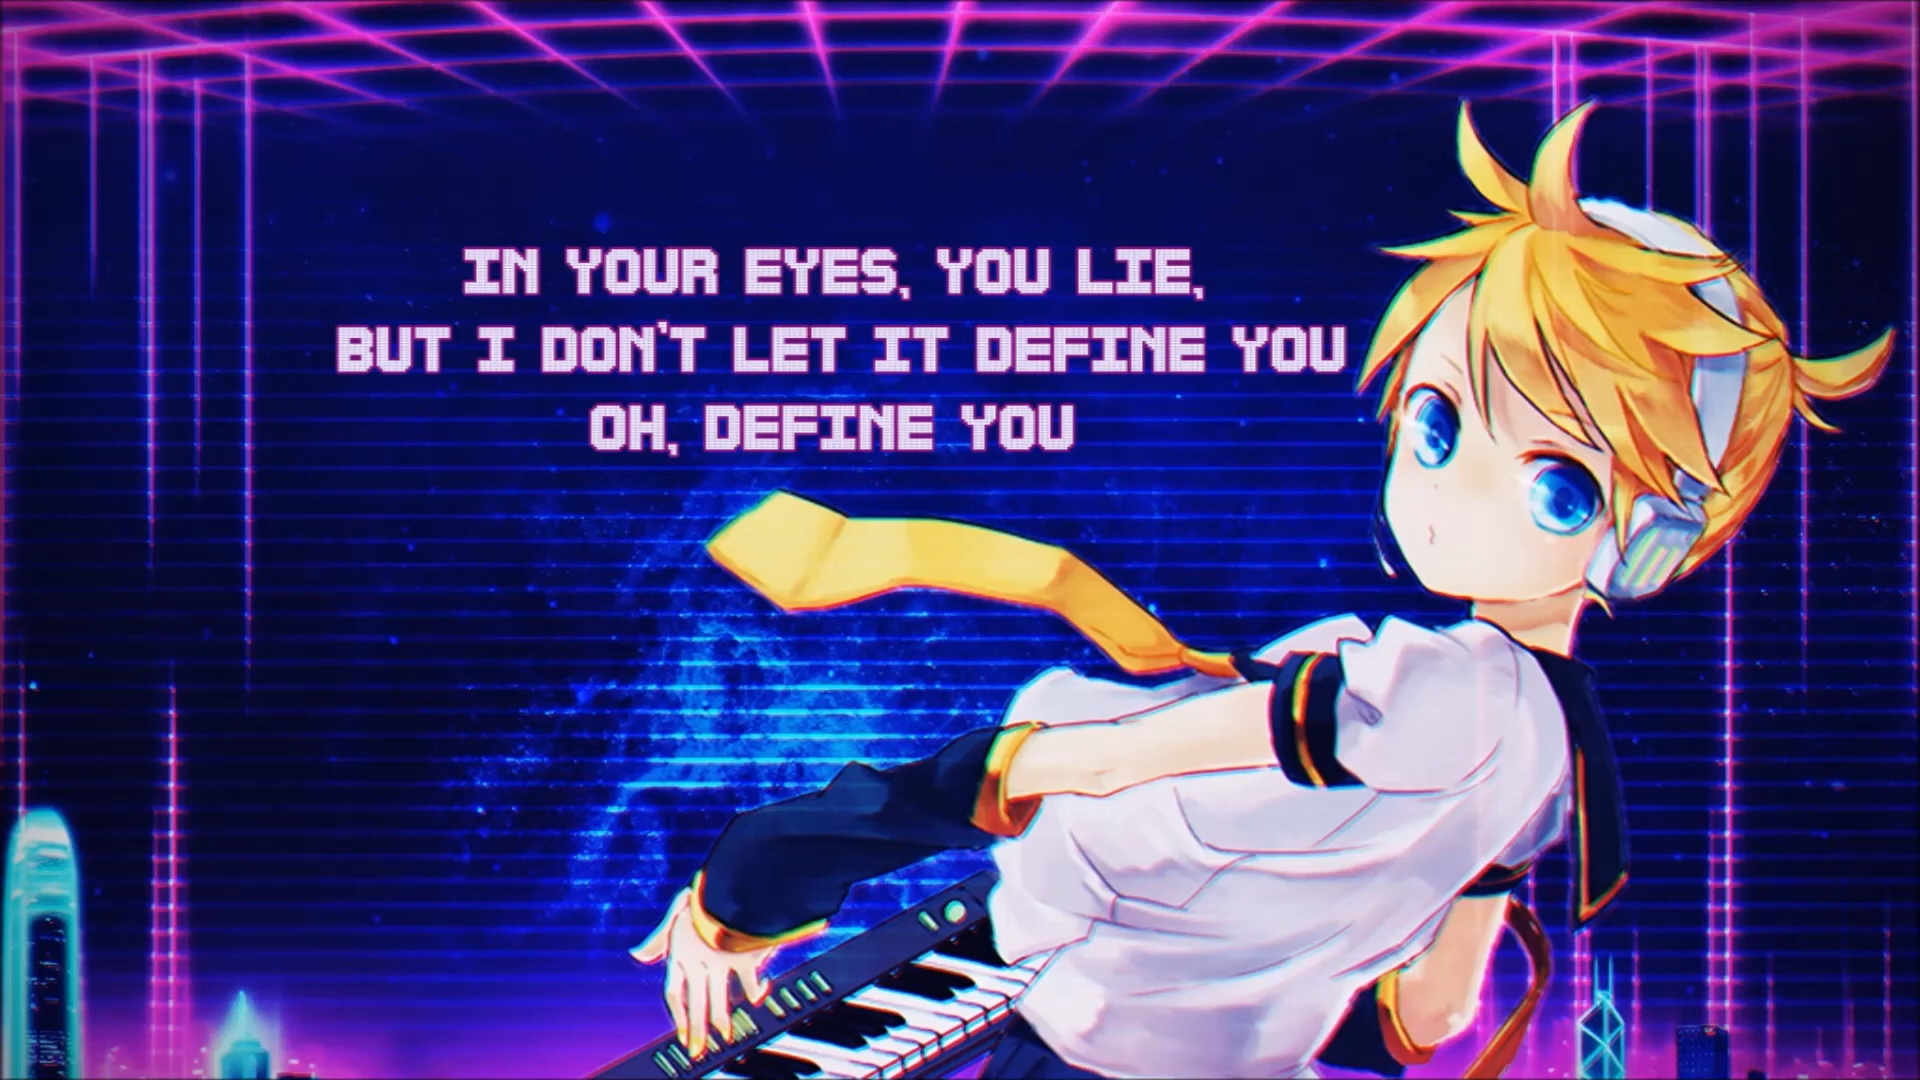 IN YOUR EYES, YOU LIE,
BUT I DON'T LET IT DEFINE YOU
OH, DEFINE YOU